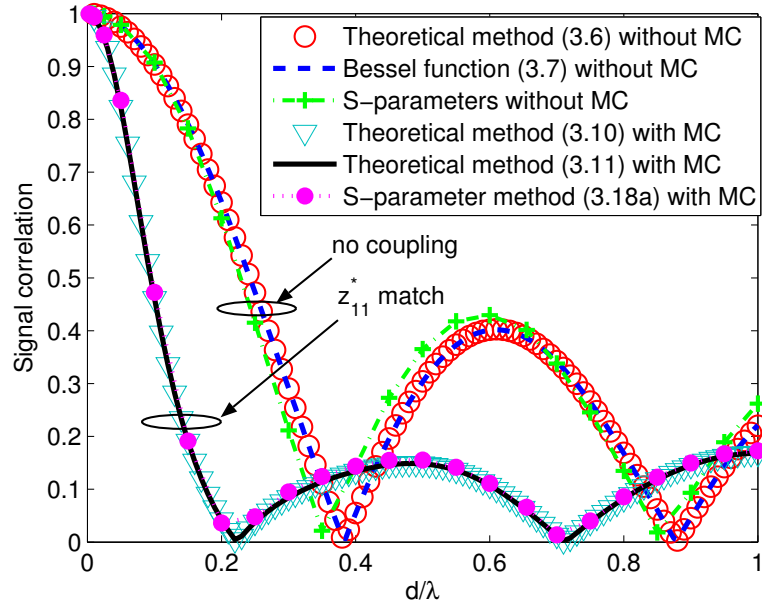 1
0.9
0.8
0.7
0.6
0.5
0.4
0.3
0.2
0.1
0
Signal correlation
Theoretical method (3.6) without MC
Bessel function (3.7) without MC
S−parameters without MC
Theoretical method (3.10) with MC
Theoretical method (3.11) with MC
S−parameter method (3.18a) with MC
no coupling
z*11 match
0 0.2 0.4 0.6 0.8 1
d/λ